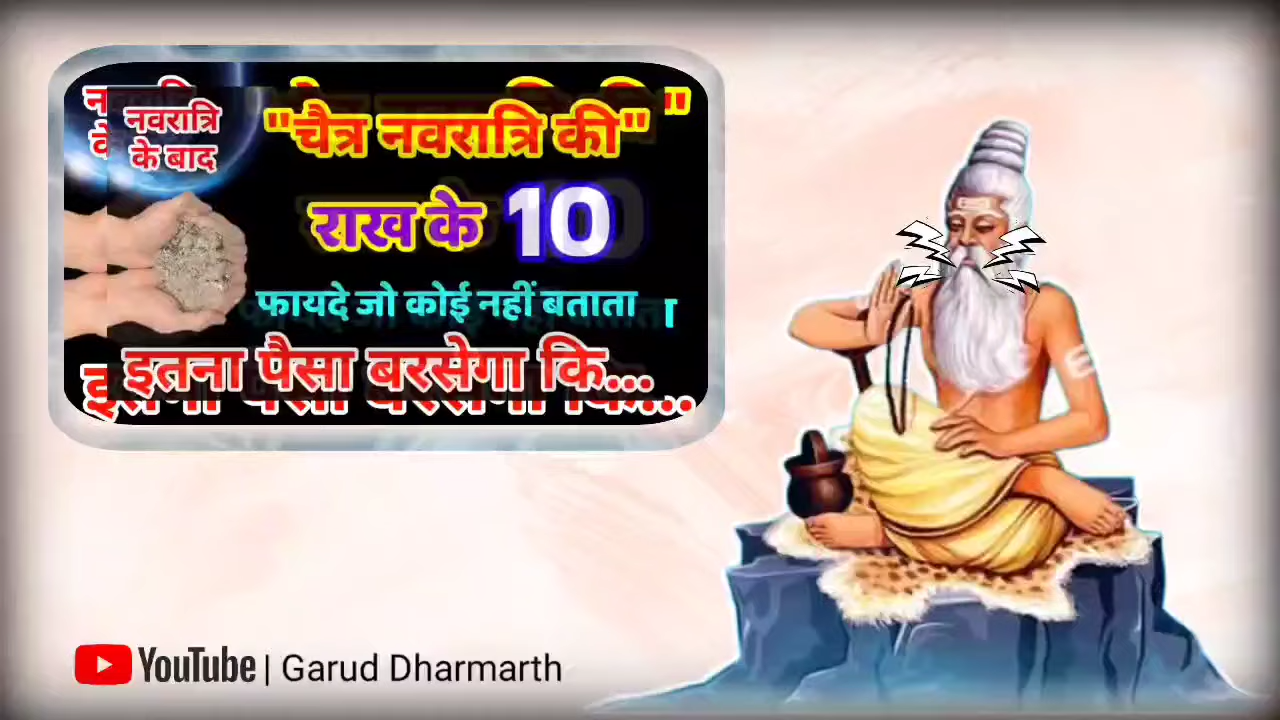 नवरात्रि
के बाद
"चैत्र नवरात्रि की"
राख के 10
फायदे जो कोई नहीं बताता
इतना पैसा बरसेगा कि...
YouTube | Garud Dharmarth